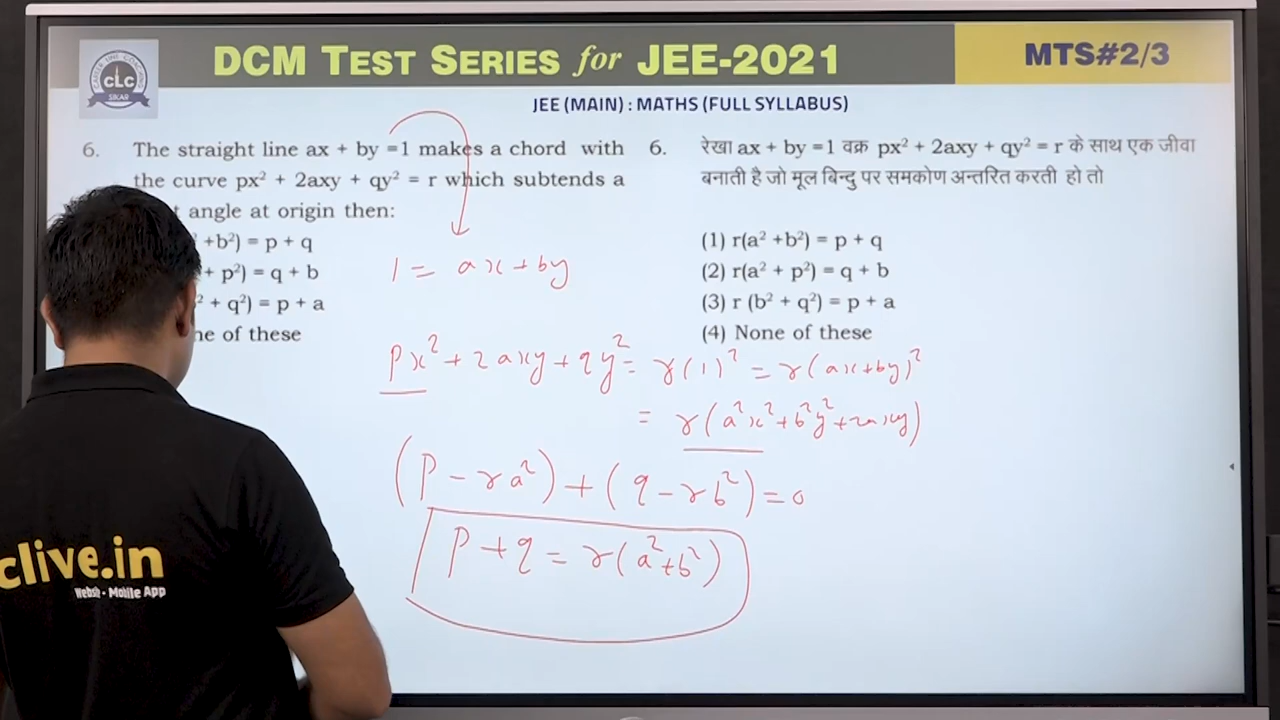 DCM TEST SERIES for JEE-2021
MTS#2/3
CLC
SIKAR
JEE (MAIN) : MATHS (FULL SYLLABUS)
6. The straight line ax + by =1 makes a chord with
the curve px² + 2axy + qy² = r which subtends a
angle at origin then:
+b²) = p + q
+ p²) = q + b
² + q²) = p + a
ne of these
6. रेखा ax + by =1 वक्र px² + 2axy + qy² = r के साथ एक जीवा
बनाती है जो मूल बिन्दु पर समकोण अन्तरित करती हो तो
(1) r(a² +b²) = p + q
(2) r(a² + p²) = q + b
(3) r (b² + q²) = p + a
(4) None of these
1 = ax+by
px²+2axy+qy² = r(1)² = r(ax+by)²
= r(a²x²+b²y²+2axy)
(p-ra²)+(q-rb²)=0
p+q=r(a²+b²)
clive.in
Website • Mobile App